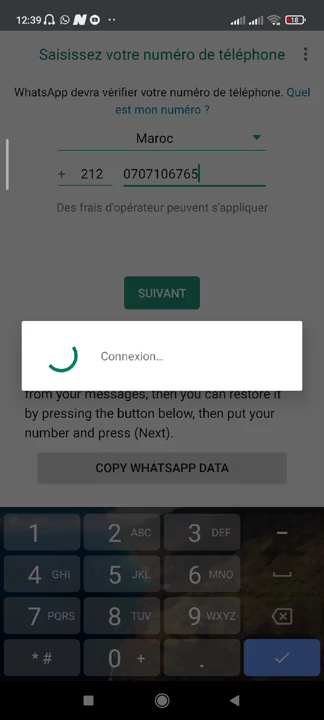 12:39
18
Saisissez votre numéro de téléphone
WhatsApp devra vérifier votre numéro de téléphone. Quel
est mon numéro ?
Maroc
+ 212 0707106765
Des frais d'opérateur peuvent s'appliquer
SUIVANT
Connexion...
from your messages, then you can restore it
by pressing the button below, then put your
number and press (Next).
COPY WHATSAPP DATA
1 2 ABC 3 DEF –
4 GHI 5 JKL 6 MNO
7 PQRS 8 TUV 9 WXYZ
* # 0 + .